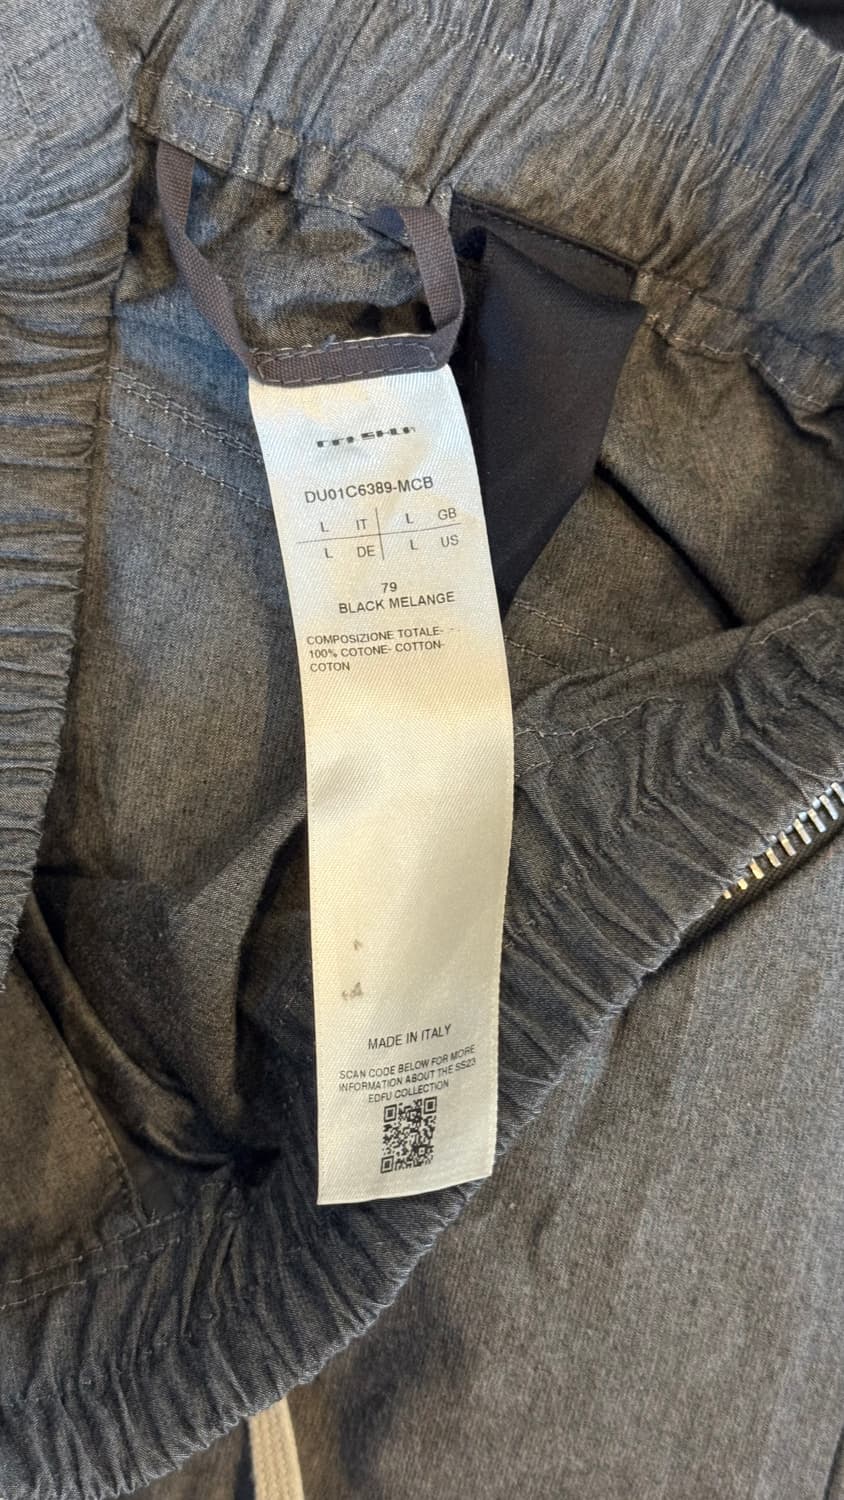 DU01C6389-MCB
L IT L GB
L DE L US
79
BLACK MELANGE
COMPOSIZIONE TOTALE-
100% COTONE- COTTON-
COTON
MADE IN ITALY
SCAN CODE BELOW FOR MORE
INFORMATION ABOUT THE SS23
EDFU COLLECTION